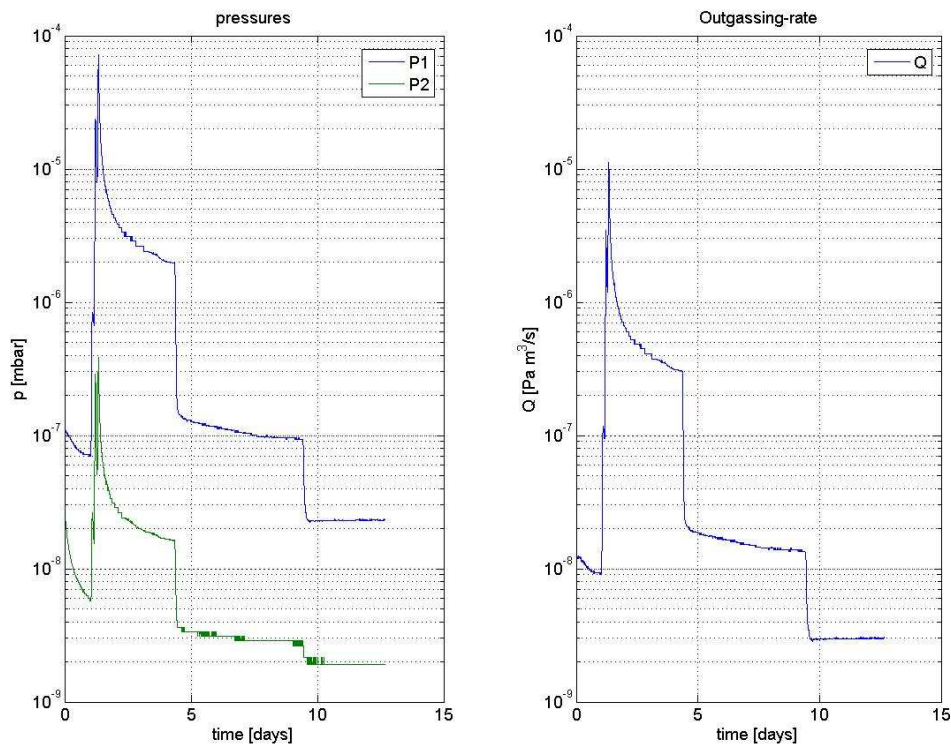 pressures
10^-4
10^-5
10^-6
10^-7
10^-8
10^-9
p [mbar]
0
5
10
15
time [days]
P1
P2
Outgassing-rate
10^-4
10^-5
10^-6
10^-7
10^-8
10^-9
Q [Pa m^3/s]
0
5
10
15
time [days]
Q